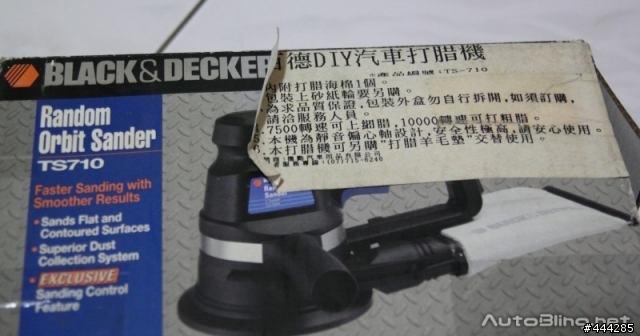 BLACK&DECKER
Random
Orbit Sander
TS710
Faster Sanding with
Smoother Results
• Sands Flat and
Contoured Surfaces
• Superior Dust
Collection System
• EXCLUSIVE
Sanding Control
Feature
德DIY汽車打腊機
產品編號:TS-710
內附打腊海棉1個。
包裝上砂紙輪要另購。
為求品質保證,包裝外盒勿自行拆開,如須訂購,
請洽服務人員。
7500轉速可上細腊,10000轉速可打粗腊。
本機為靜音偏心軸設計,安全性極高,請安心使用。
本打腊機可另購"打腊羊毛墊"交替使用。
(07)715-6240
BLACK&
AutoBling.net
#444285